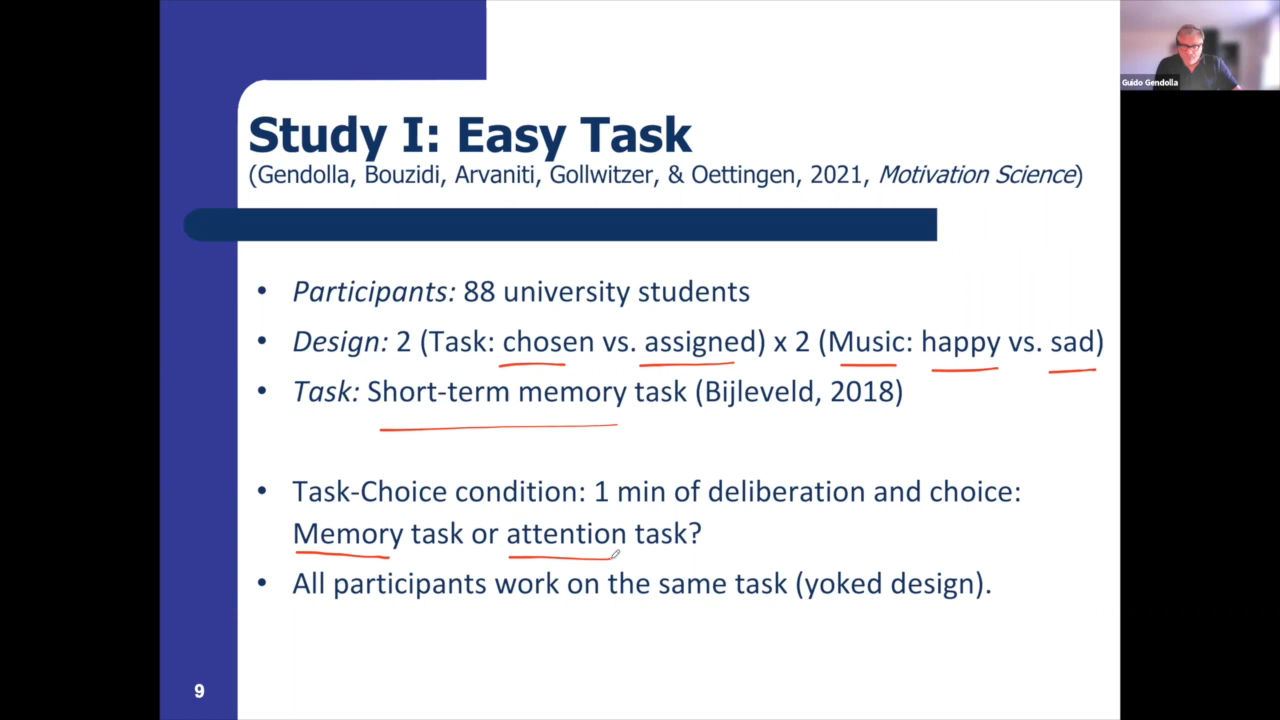 Guido Gendolla
Study I: Easy Task
(Gendolla, Bouzidi, Arvaniti, Gollwitzer, & Oettingen, 2021, Motivation Science)
• Participants: 88 university students
• Design: 2 (Task: chosen vs. assigned) x 2 (Music: happy vs. sad)
• Task: Short-term memory task (Bijleveld, 2018)
• Task-Choice condition: 1 min of deliberation and choice:
Memory task or attention task?
• All participants work on the same task (yoked design).
9